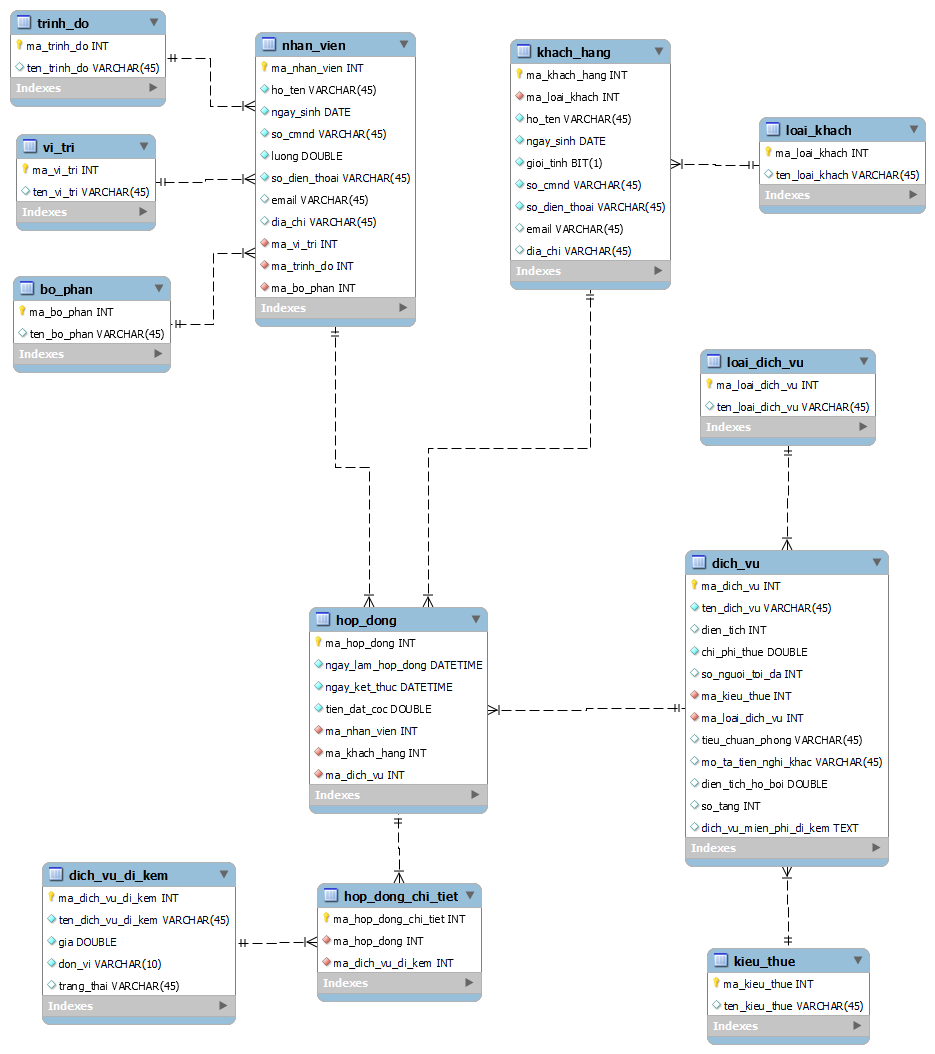 trinh_do
ma_trinh_do INT
ten_trinh_do VARCHAR(45)
Indexes
vi_tri
ma_vi_tri INT
ten_vi_tri VARCHAR(45)
Indexes
bo_phan
ma_bo_phan INT
ten_bo_phan VARCHAR(45)
Indexes
nhan_vien
ma_nhan_vien INT
ho_ten VARCHAR(45)
ngay_sinh DATE
so_cmnd VARCHAR(45)
luong DOUBLE
so_dien_thoai VARCHAR(45)
email VARCHAR(45)
dia_chi VARCHAR(45)
ma_vi_tri INT
ma_trinh_do INT
ma_bo_phan INT
Indexes
khach_hang
ma_khach_hang INT
ma_loai_khach INT
ho_ten VARCHAR(45)
ngay_sinh DATE
gioi_tinh BIT(1)
so_cmnd VARCHAR(45)
so_dien_thoai VARCHAR(45)
email VARCHAR(45)
dia_chi VARCHAR(45)
Indexes
loai_khach
ma_loai_khach INT
ten_loai_khach VARCHAR(45)
Indexes
loai_dich_vu
ma_loai_dich_vu INT
ten_loai_dich_vu VARCHAR(45)
Indexes
dich_vu
ma_dich_vu INT
ten_dich_vu VARCHAR(45)
dien_tich INT
chi_phi_thue DOUBLE
so_nguoi_toi_da INT
ma_kieu_thue INT
ma_loai_dich_vu INT
tieu_chuan_phong VARCHAR(45)
mo_ta_tien_nghi_khac VARCHAR(45)
dien_tich_ho_boi DOUBLE
so_tang INT
dich_vu_mien_phi_di_kem TEXT
Indexes
hop_dong
ma_hop_dong INT
ngay_lam_hop_dong DATETIME
ngay_ket_thuc DATETIME
tien_dat_coc DOUBLE
ma_nhan_vien INT
ma_khach_hang INT
ma_dich_vu INT
Indexes
dich_vu_di_kem
ma_dich_vu_di_kem INT
ten_dich_vu_di_kem VARCHAR(45)
gia DOUBLE
don_vi VARCHAR(10)
trang_thai VARCHAR(45)
Indexes
hop_dong_chi_tiet
ma_hop_dong_chi_tiet INT
ma_hop_dong INT
ma_dich_vu_di_kem INT
Indexes
kieu_thue
ma_kieu_thue INT
ten_kieu_thue VARCHAR(45)
Indexes